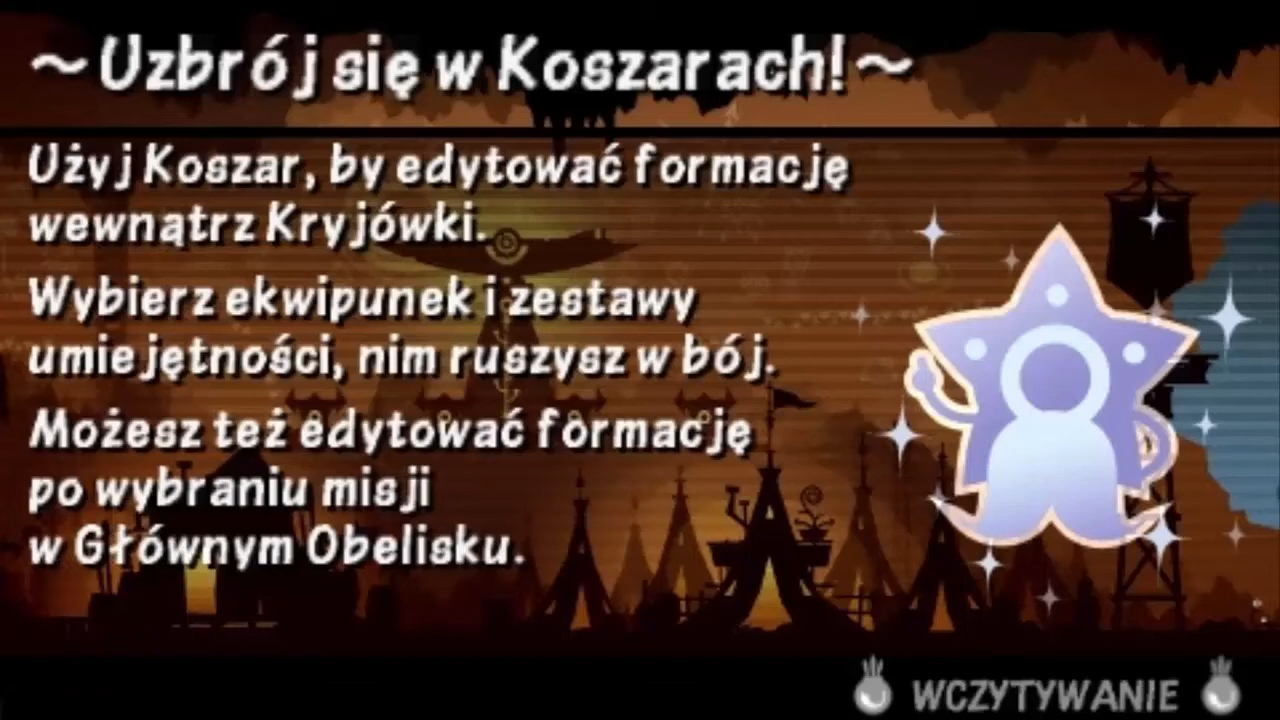 ～Uzbrój się w Koszarach!～
Użyj Koszar, by edytować formację
wewnątrz Kryjówki.
Wybierz ekwipunek i zestawy
umiejętności, nim ruszysz w bój.
Możesz też edytować formację
po wybraniu misji
w Głównym Obelisku.
WCZYTYWANIE